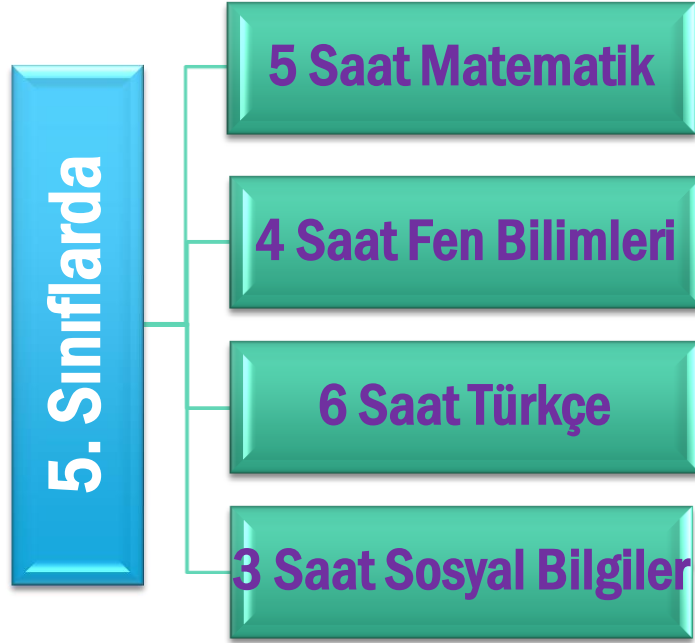 5. Sınıflarda
5 Saat Matematik
4 Saat Fen Bilimleri
6 Saat Türkçe
3 Saat Sosyal Bilgiler